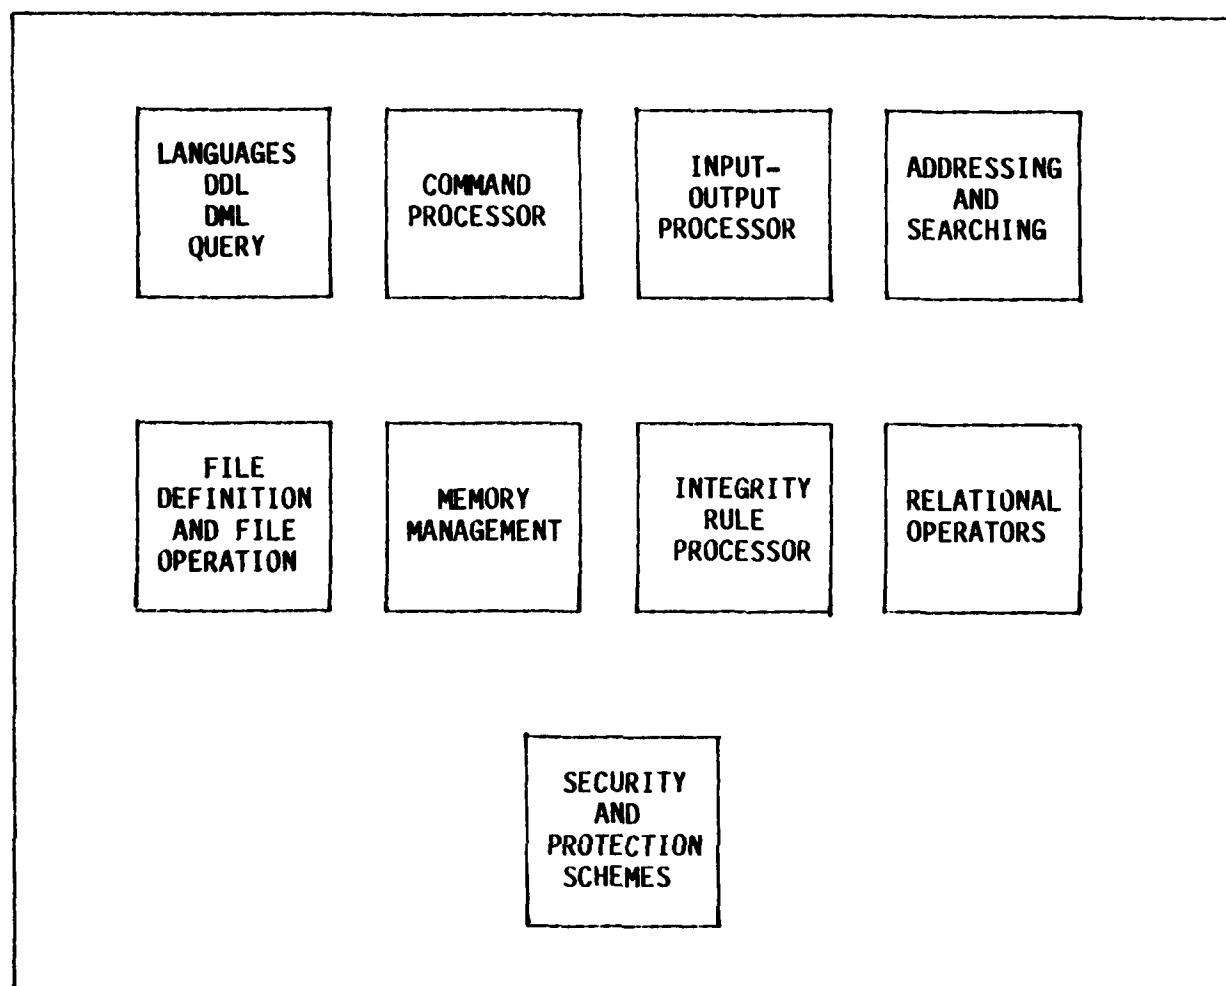 LANGUAGES
DDL
DML
QUERY
COMMAND
PROCESSOR
INPUT-
OUTPUT
PROCESSOR
ADDRESSING
AND
SEARCHING
FILE
DEFINITION
AND FILE
OPERATION
MEMORY
MANAGEMENT
INTEGRITY
RULE
PROCESSOR
RELATIONAL
OPERATORS
SECURITY
AND
PROTECTION
SCHEMES